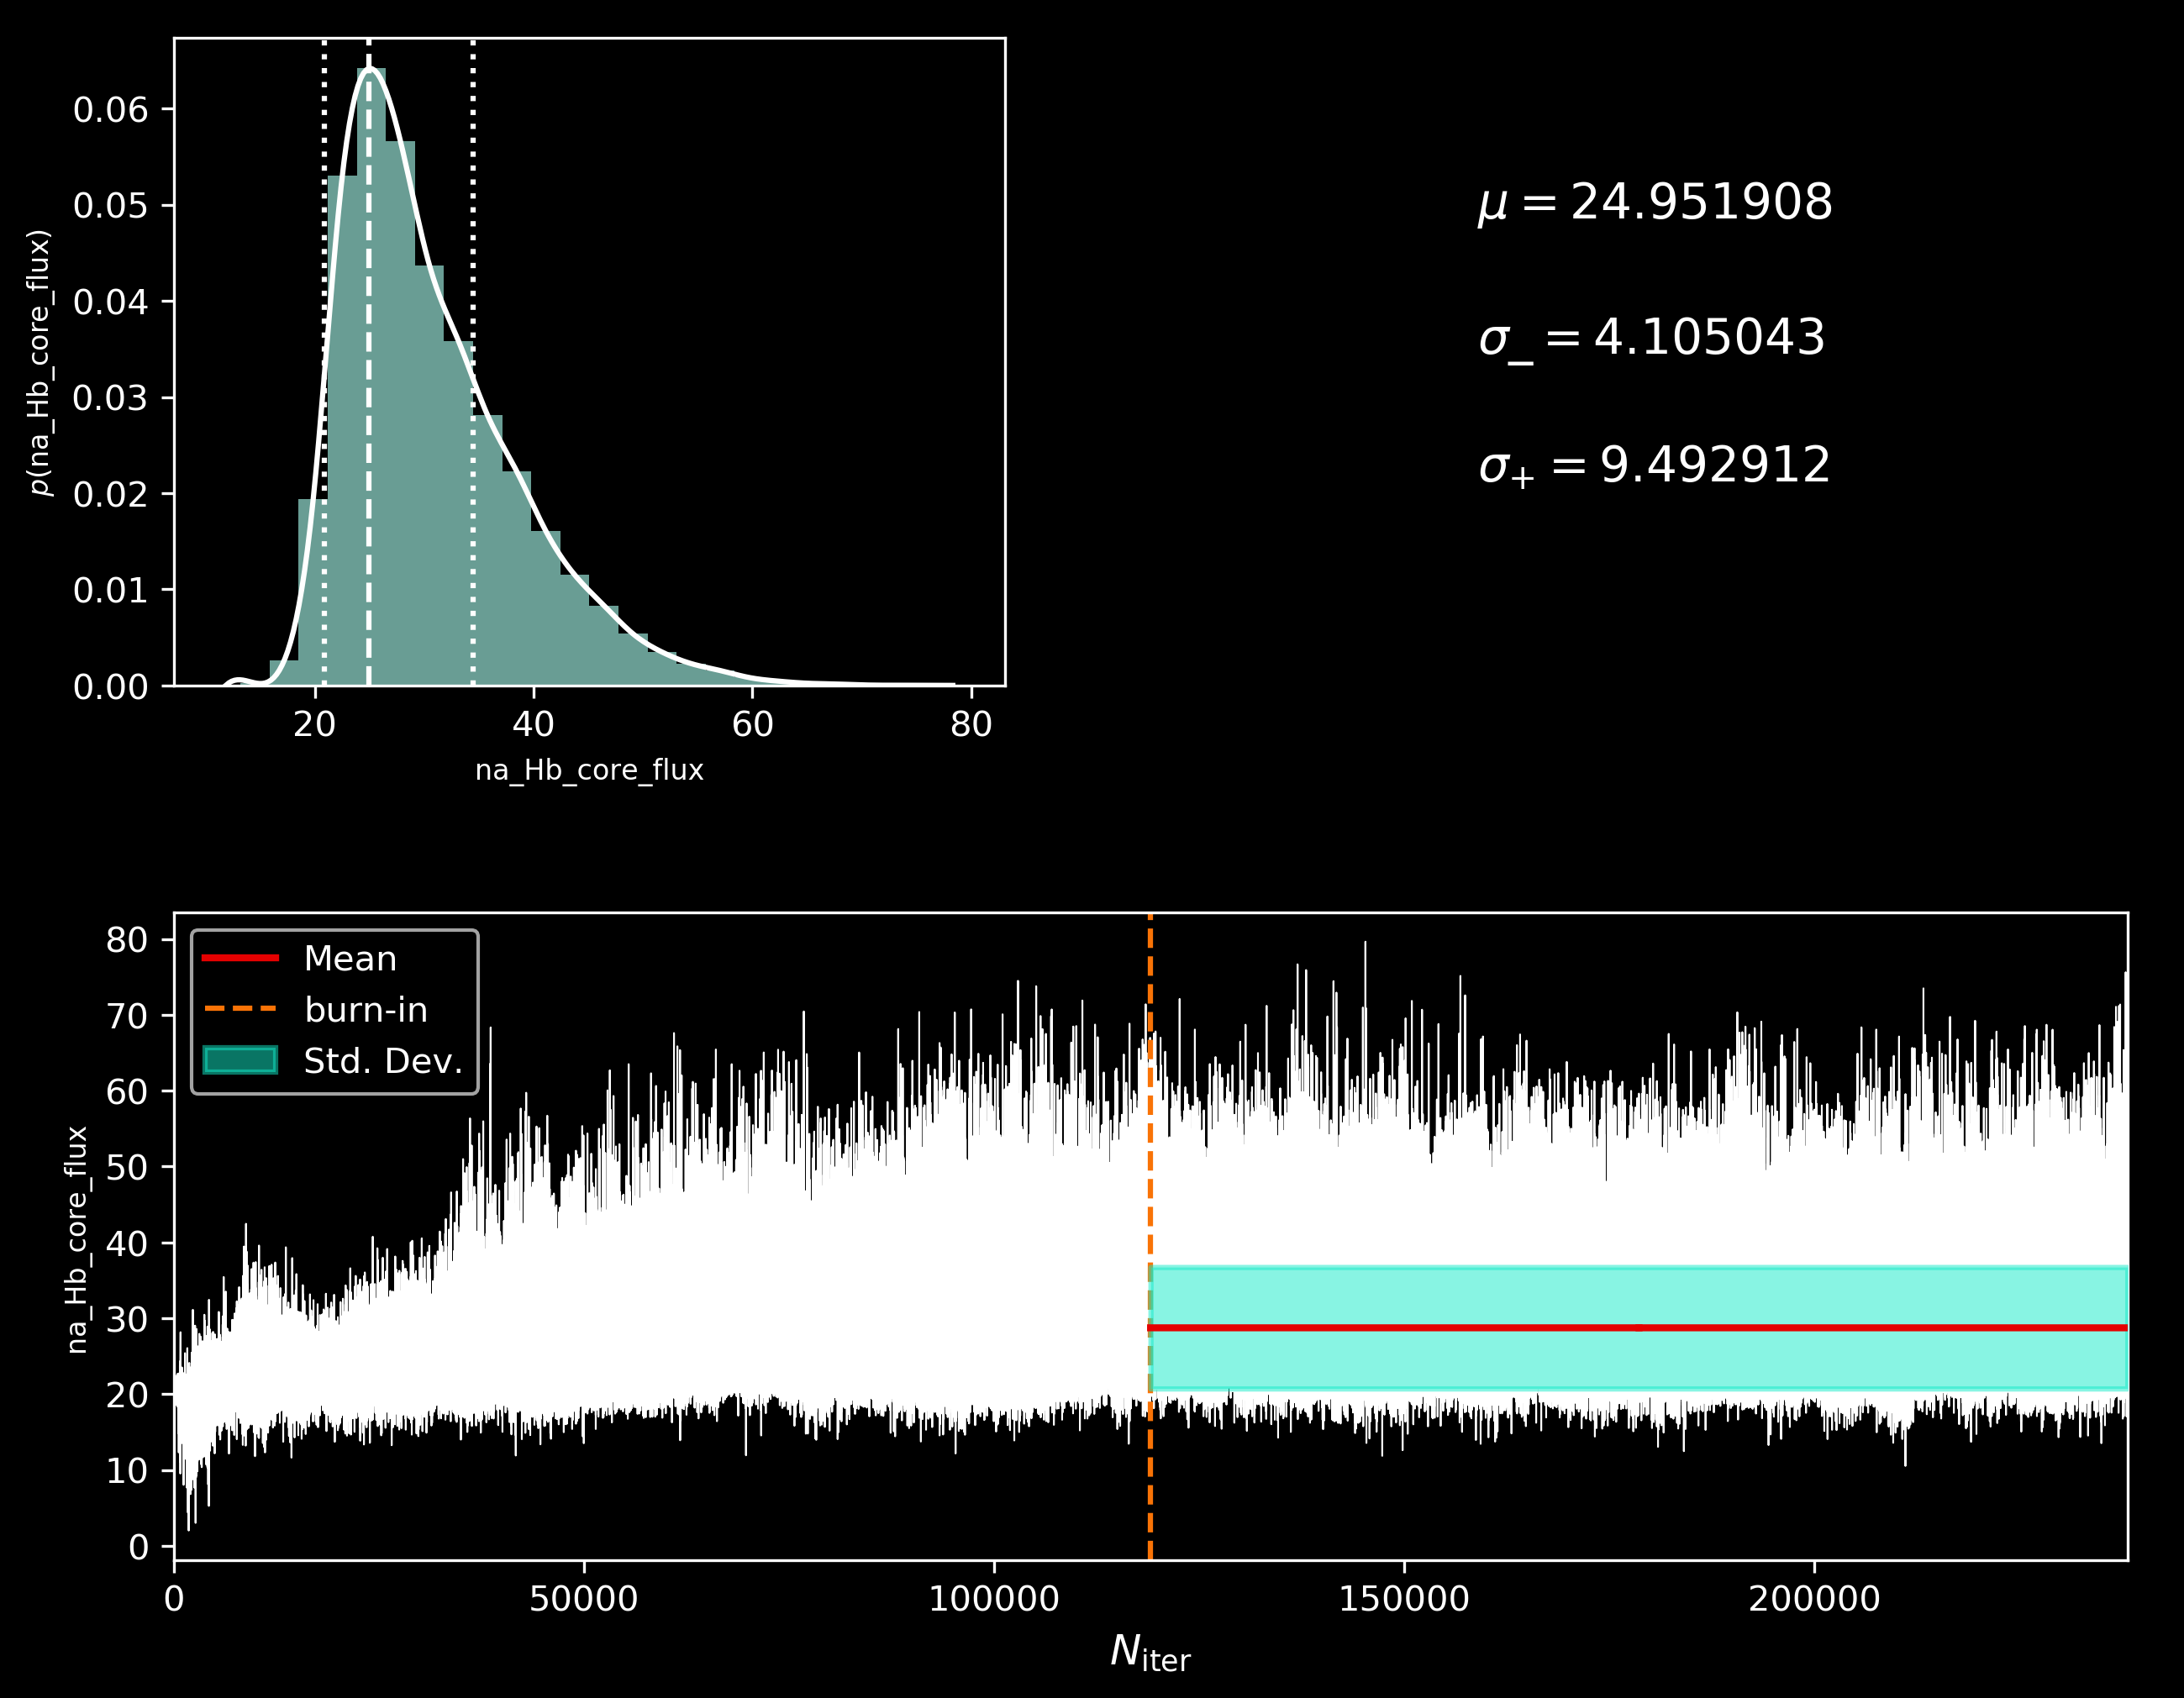 p(na_Hb_core_flux)
0.06
0.05
0.04
0.03
0.02
0.01
0.00
20 40 60 80
na_Hb_core_flux
μ = 24.951908
σ_ = 4.105043
σ+ = 9.492912
na_Hb_core_flux
80
70
60
50
40
30
20
10
0
Mean
burn-in
Std. Dev.
0 50000 100000 150000 200000
Niter